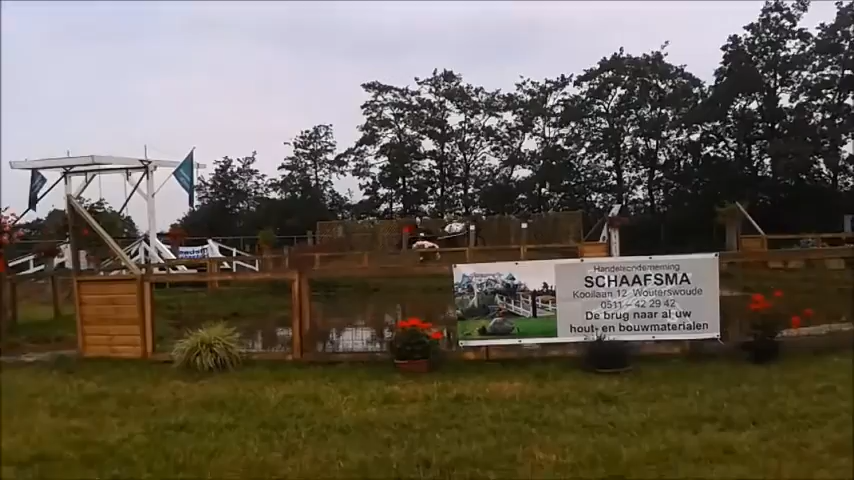 Handelsonderneming
SCHAAFSMA
Kooilaan 12 Wouterswoude
0511 - 42 29 42
De brug naar al uw
hout- en bouwmaterialen